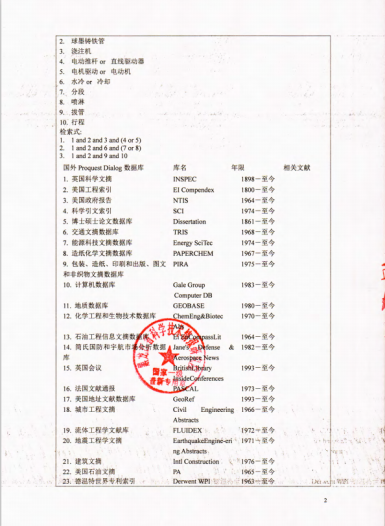 2. 球墨铸铁管
3. 浇注机
4. 电动推杆 or 直线驱动器
5. 电机驱动 or 电动机
6. 水冷 or 冷却
7. 分段
8. 喷淋
9. 拔管
10. 行程
检索式:
1. 1 and 2 and 3 and (4 or 5)
2. 1 and 2 and 6 and (7 or 8)
3. 1 and 2 and 9 and 10
国外 Proquest Dialog 数据库 库名 年限 相关文献
1. 英国科学文摘 INSPEC 1898－至今
2. 美国工程索引 EI Compendex 1800－至今
3. 美国政府报告 NTIS 1964－至今
4. 科学引文索引 SCI 1974－至今
5. 博士硕士论文数据库 Dissertation 1861－至今
6. 交通文摘数据库 TRIS 1968－至今
7. 能源科技文摘数据库 Energy SciTec 1974－至今
8. 造纸化学文摘数据库 PAPERCHEM 1967－至今
9. 包装、造纸、印刷和出版、图文 PIRA 1975－至今
和非织物文摘数据库
10. 计算机数据库 Gale Group 1983－至今
Computer DB
11. 地质数据库 GEOBASE 1980－至今
12. 化学工程和生物技术数据库 ChemEng&Biotec 1970－至今
Abs
13. 石油工程信息文摘数据库 EI EnCompassLit 1964－至今
14. 简氏国防和宇航市场分析数据 Jane's Defense & 1982－至今
库 Aerospace News
15. 英国会议 BritishLibrary 1993－至今
InsideConferences
16. 法国文献通报 PASCAL 1973－至今
17. 美国地址文献数据库 GeoRef 1993－至今
18. 城市工程文摘 Civil Engineering 1966－至今
Abstracts
19. 流体工程学文献库 FLUIDEX 1972－至今
20. 地震工程学文摘 EarthquakeEngine-eri 1971－至今
ng Abstracts
21. 建筑文摘 Intl Construction 1976－至今
22. 美国石油文摘 PA 1965－至今
23. 德温特世界专利索引 Derwent WPI 1963－至今
国家一级
查新专用章
2